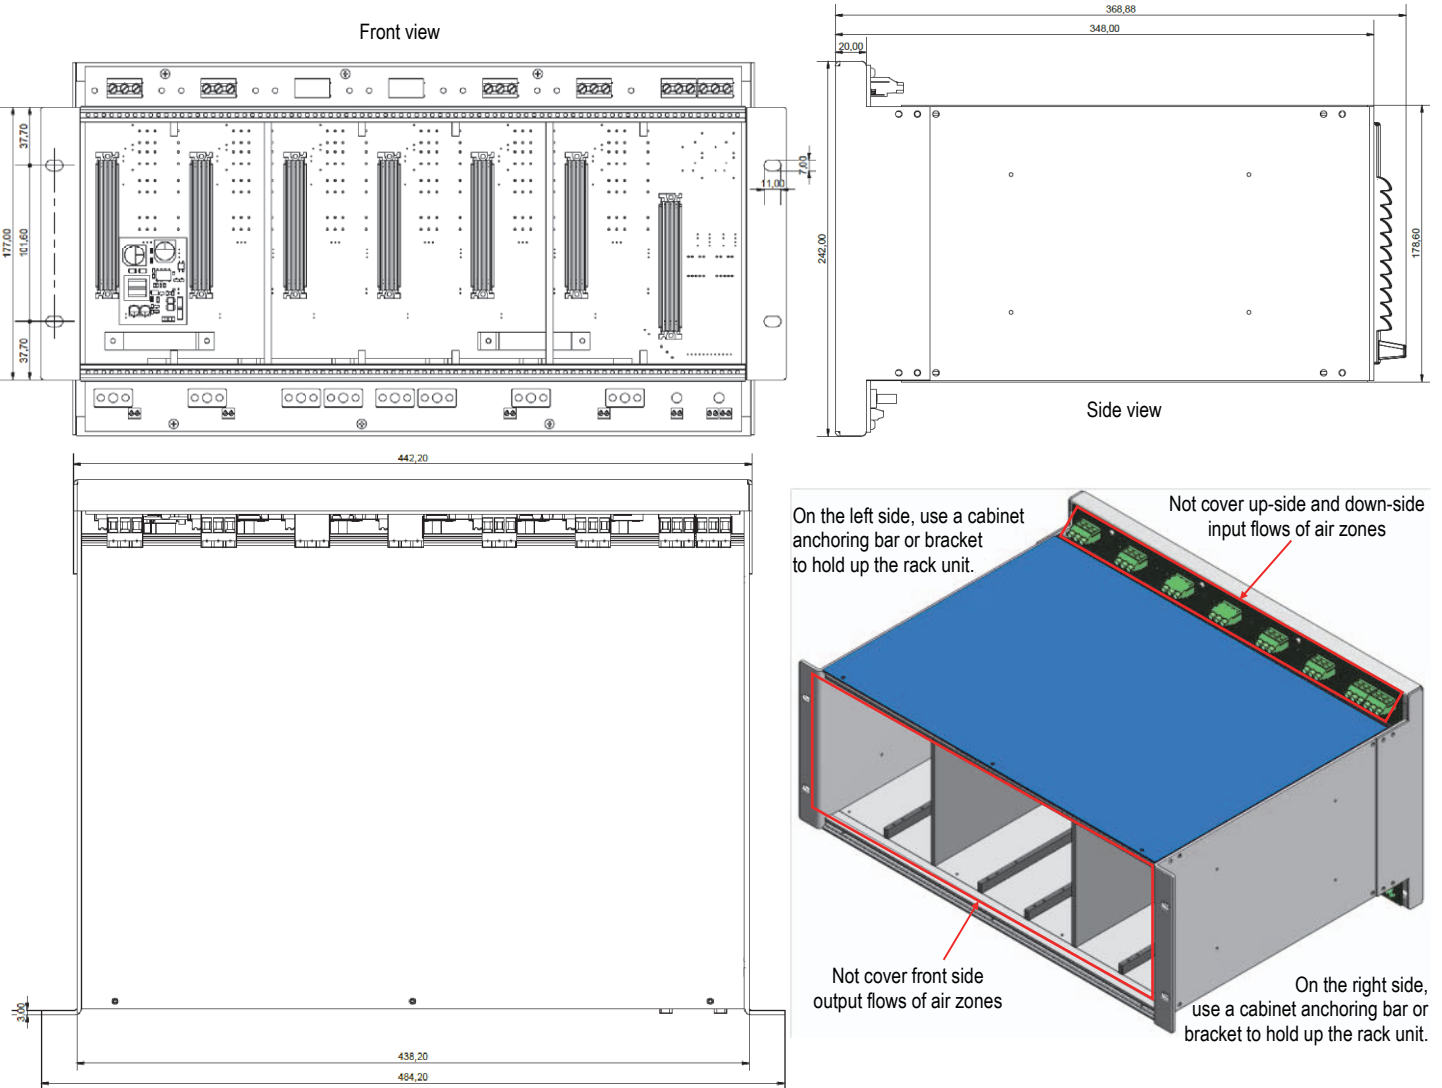 Front view
177,00
37,70
101,60
37,70
7,00
11,00
368,88
348,00
20,00
242,00
178,60
Side view
442,20
3,00
438,20
484,20
On the left side, use a cabinet
anchoring bar or bracket
to hold up the rack unit.
Not cover up-side and down-side
input flows of air zones
Not cover front side
output flows of air zones
On the right side,
use a cabinet anchoring bar or
bracket to hold up the rack unit.